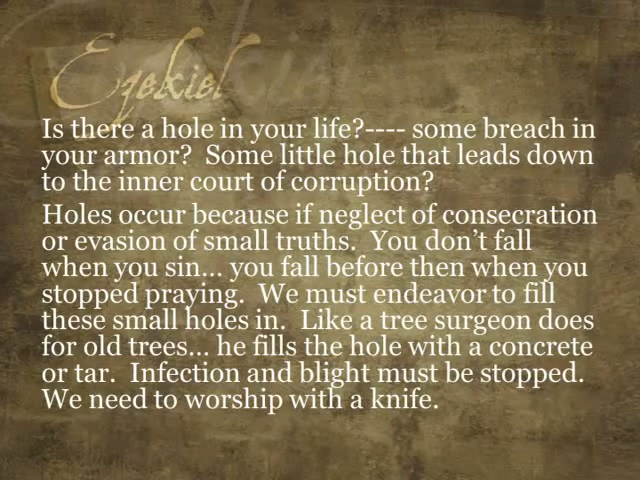 Ezekiel
Is there a hole in your life?---- some breach in
your armor?  Some little hole that leads down
to the inner court of corruption?
Holes occur because if neglect of consecration
or evasion of small truths.  You don’t fall
when you sin... you fall before then when you
stopped praying.  We must endeavor to fill
these small holes in.  Like a tree surgeon does
for old trees... he fills the hole with a concrete
or tar.  Infection and blight must be stopped.
We need to worship with a knife.